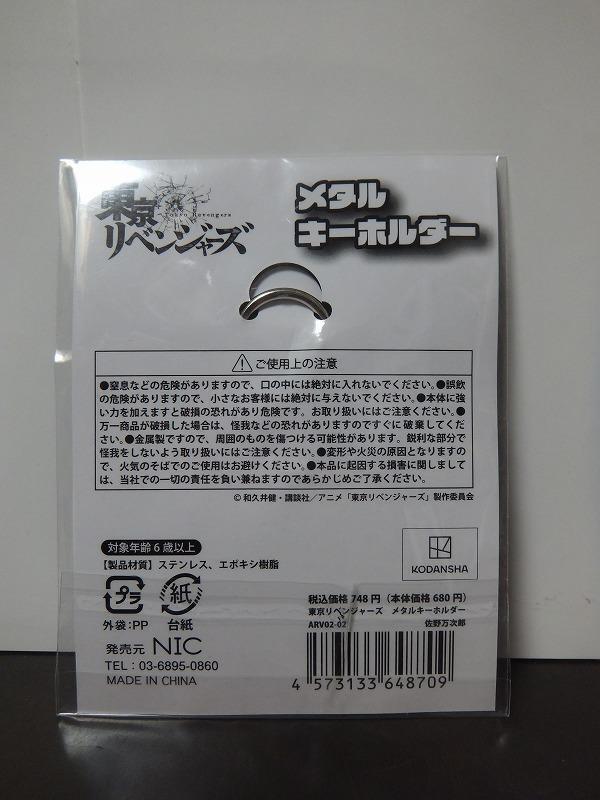 東京
Tokyo Revengers
リベンジャーズ
メタル
キーホルダー
ご使用上の注意
●窒息などの危険がありますので、口の中には絶対に入れないでください。●誤飲
の危険がありますので、小さなお客様には絶対に与えないでください。●本体に強
い力を加えますと破損の恐れがあり危険です。お取り扱いにはご注意ください。●
万一商品が破損した場合は、怪我などの恐れがありますのですぐに破棄してくだ
さい。●金属製ですので、周囲のものを傷つける可能性があります。鋭利な部分で
怪我をしないよう取り扱いにはご注意ください。●変形や火災の原因となりますの
で、火気のそばでのご使用はお避けください。●本品に起因する損害に関しまして
は、当社での一切の責任を負い兼ねますのであらかじめご了承ください。
© 和久井健・講談社／アニメ「東京リベンジャーズ」製作委員会
対象年齢６歳以上
【製品材質】ステンレス、エポキシ樹脂
プラ
紙
外袋：PP
台紙
発売元 NIC
TEL：03-6895-0860
MADE IN CHINA
KODANSHA
税込価格 748 円（本体価格 680 円）
東京リベンジャーズ　メタルキーホルダー
ARV02-02
佐野万次郎
4 573133 648709